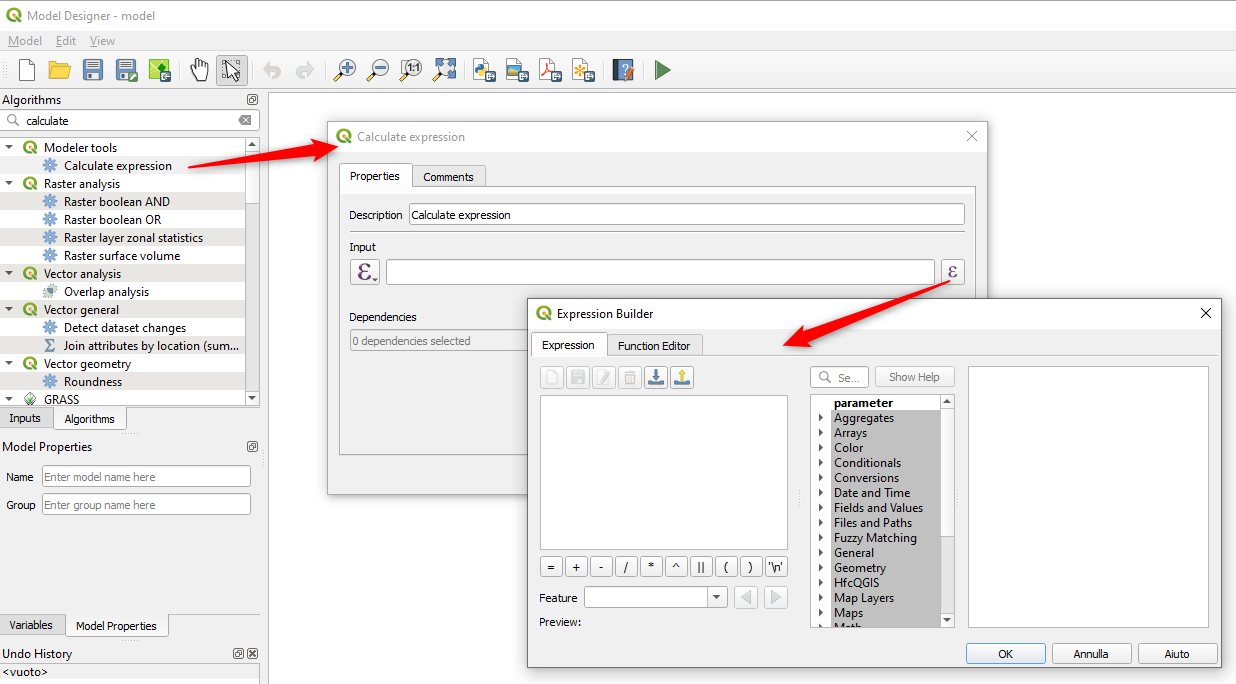 Model Designer - model
Model Edit View
Algorithms
calculate
Modeler tools
Calculate expression
Raster analysis
Raster boolean AND
Raster boolean OR
Raster layer zonal statistics
Raster surface volume
Vector analysis
Overlap analysis
Vector general
Detect dataset changes
Join attributes by location (sum...
Vector geometry
Roundness
GRASS
Inputs Algorithms
Model Properties
Name Enter model name here
Group Enter group name here
Variables Model Properties
Undo History
<vuoto>
Calculate expression
Properties Comments
Description Calculate expression
Input
ε ε
Dependencies
0 dependencies selected
Expression Builder
Expression Function Editor
Se... Show Help
parameter
Aggregates
Arrays
Color
Conditionals
Conversions
Date and Time
Fields and Values
Files and Paths
Fuzzy Matching
General
Geometry
HfcQGIS
Map Layers
Maps
Math
= + - / * ^ || ( ) '\n'
Feature
Preview:
OK Annulla Aiuto